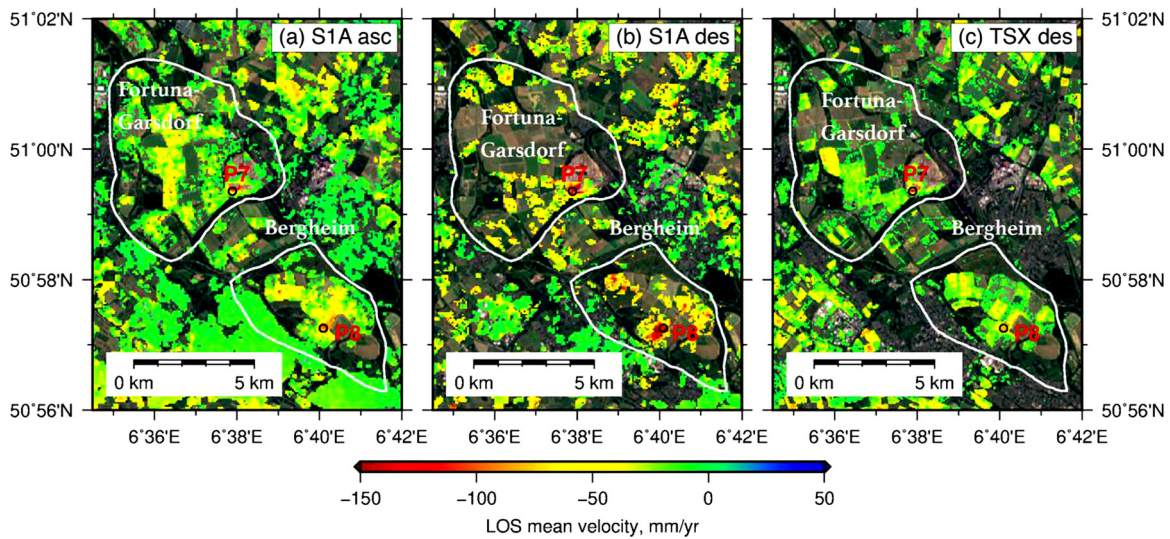 51°02'N
51°00'N
50°58'N
50°56'N
(a) S1A asc
Fortuna-
Garsdorf
P7
Bergheim
P8
0 km 5 km
6°36'E 6°38'E 6°40'E 6°42'E
(b) S1A des
Fortuna-
Garsdorf
P7
Bergheim
P8
0 km 5 km
6°36'E 6°38'E 6°40'E 6°42'E
(c) TSX des
Fortuna-
Garsdorf
P7
Bergheim
P8
0 km 5 km
6°36'E 6°38'E 6°40'E 6°42'E
51°02'N
51°00'N
50°58'N
50°56'N
−150 −100 −50 0 50
LOS mean velocity, mm/yr